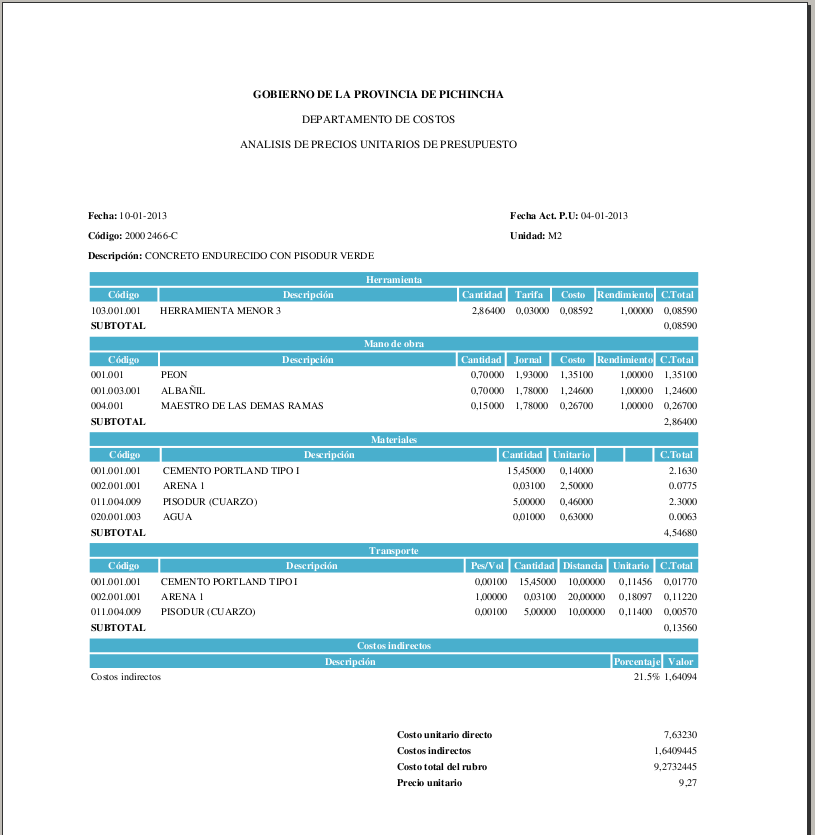 GOBIERNO DE LA PROVINCIA DE PICHINCHA
DEPARTAMENTO DE COSTOS
ANALISIS DE PRECIOS UNITARIOS DE PRESUPUESTO
Fecha: 10-01-2013 Fecha Act. P.U: 04-01-2013
Código: 20002466-C Unidad: M2
Descripción: CONCRETO ENDURECIDO CON PISODUR VERDE
Herramienta
Código Descripción Cantidad Tarifa Costo Rendimiento C.Total
103.001.001 HERRAMIENTA MENOR 3 2,86400 0,03000 0,08592 1,00000 0,08590
SUBTOTAL 0,08590
Mano de obra
Código Descripción Cantidad Jornal Costo Rendimiento C.Total
001.001 PEON 0,70000 1,93000 1,35100 1,00000 1,35100
001.003.001 ALBAÑIL 0,70000 1,78000 1,24600 1,00000 1,24600
004.001 MAESTRO DE LAS DEMAS RAMAS 0,15000 1,78000 0,26700 1,00000 0,26700
SUBTOTAL 2,86400
Materiales
Código Descripción Cantidad Unitario C.Total
001.001.001 CEMENTO PORTLAND TIPO I 15,45000 0,14000 2.1630
002.001.001 ARENA 1 0,03100 2,50000 0.0775
011.004.009 PISODUR (CUARZO) 5,00000 0,46000 2.3000
020.001.003 AGUA 0,01000 0,63000 0.0063
SUBTOTAL 4,54680
Transporte
Código Descripción Pes/Vol Cantidad Distancia Unitario C.Total
001.001.001 CEMENTO PORTLAND TIPO I 0,00100 15,45000 10,00000 0,11456 0,01770
002.001.001 ARENA 1 1,00000 0,03100 20,00000 0,18097 0,11220
011.004.009 PISODUR (CUARZO) 0,00100 5,00000 10,00000 0,11400 0,00570
SUBTOTAL 0,13560
Costos indirectos
Descripción Porcentaje Valor
Costos indirectos 21.5% 1,64094
Costo unitario directo 7,63230
Costos indirectos 1,6409445
Costo total del rubro 9,2732445
Precio unitario 9,27